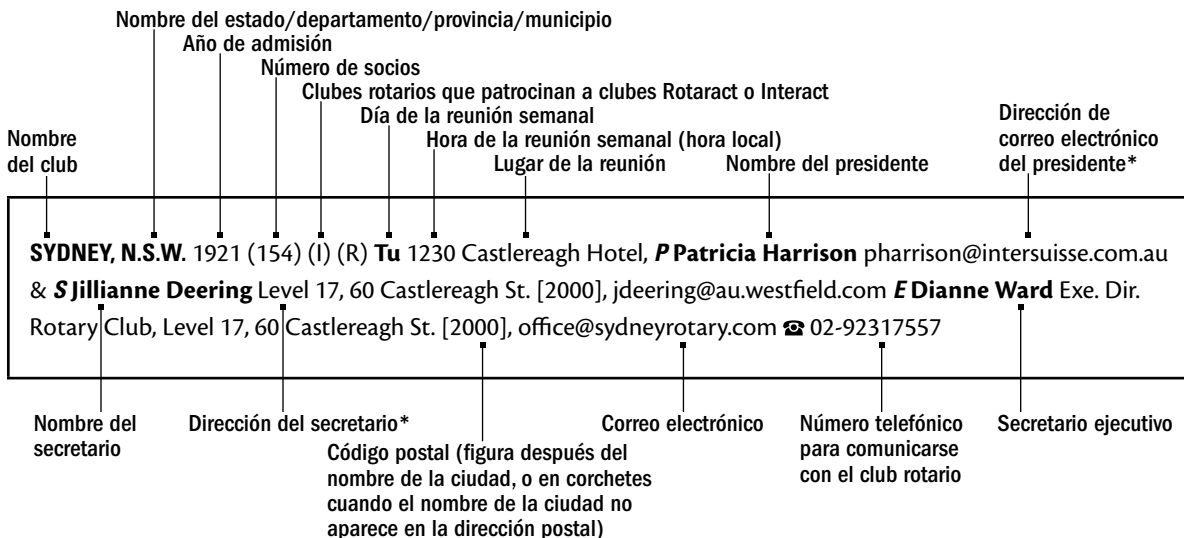 Nombre del estado/departamento/provincia/municipio
Año de admisión
Número de socios
Clubes rotarios que patrocinan a clubes Rotaract o Interact
Día de la reunión semanal
Hora de la reunión semanal (hora local)
Lugar de la reunión
Nombre
del club
Nombre del presidente
Dirección de
correo electrónico
del presidente*
SYDNEY, N.S.W. 1921 (154) (I) (R) Tu 1230 Castlereagh Hotel, P Patricia Harrison pharrison@intersuisse.com.au
& S Jillianne Deering Level 17, 60 Castlereagh St. [2000], jdeering@au.westfield.com E Dianne Ward Exe. Dir.
Rotary Club, Level 17, 60 Castlereagh St. [2000], office@sydneyrotary.com ☎ 02-92317557
Nombre del
secretario
Dirección del secretario*
Código postal (figura después del
nombre de la ciudad, o en corchetes
cuando el nombre de la ciudad no
aparece en la dirección postal)
Correo electrónico
Número telefónico
para comunicarse
con el club rotario
Secretario ejecutivo